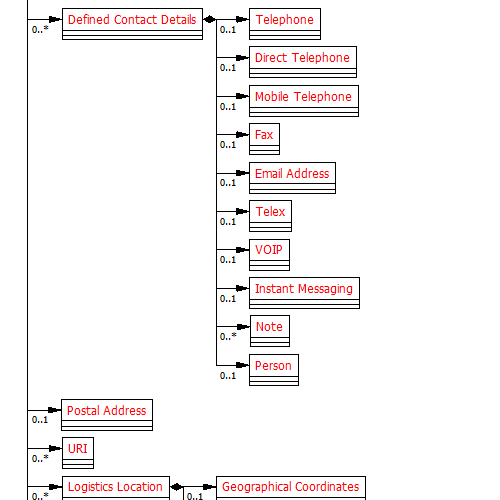 Defined Contact Details
0..*
Telephone
0..1
Direct Telephone
0..1
Mobile Telephone
0..1
Fax
0..1
Email Address
0..1
Telex
0..1
VOIP
0..1
Instant Messaging
0..1
Note
0..*
Person
0..1
Postal Address
0..1
URI
0..*
Logistics Location
0..*
Geographical Coordinates
0..1